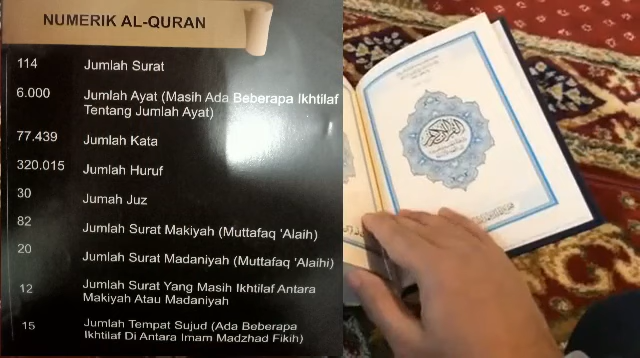 NUMERIK AL-QURAN
114 Jumlah Surat
6.000 Jumlah Ayat (Masih Ada Beberapa Ikhtilaf
Tentang Jumlah Ayat)
77.439 Jumlah Kata
320.015 Jumlah Huruf
30 Jumah Juz
82 Jumlah Surat Makiyah (Muttafaq 'Alaih)
20 Jumlah Surat Madaniyah (Muttafaq 'Alaihi)
12 Jumlah Surat Yang Masih Ikhtilaf Antara
Makiyah Atau Madaniyah
15 Jumlah Tempat Sujud (Ada Beberapa
Ikhtilaf Di Antara Imam Madzhad Fikih)